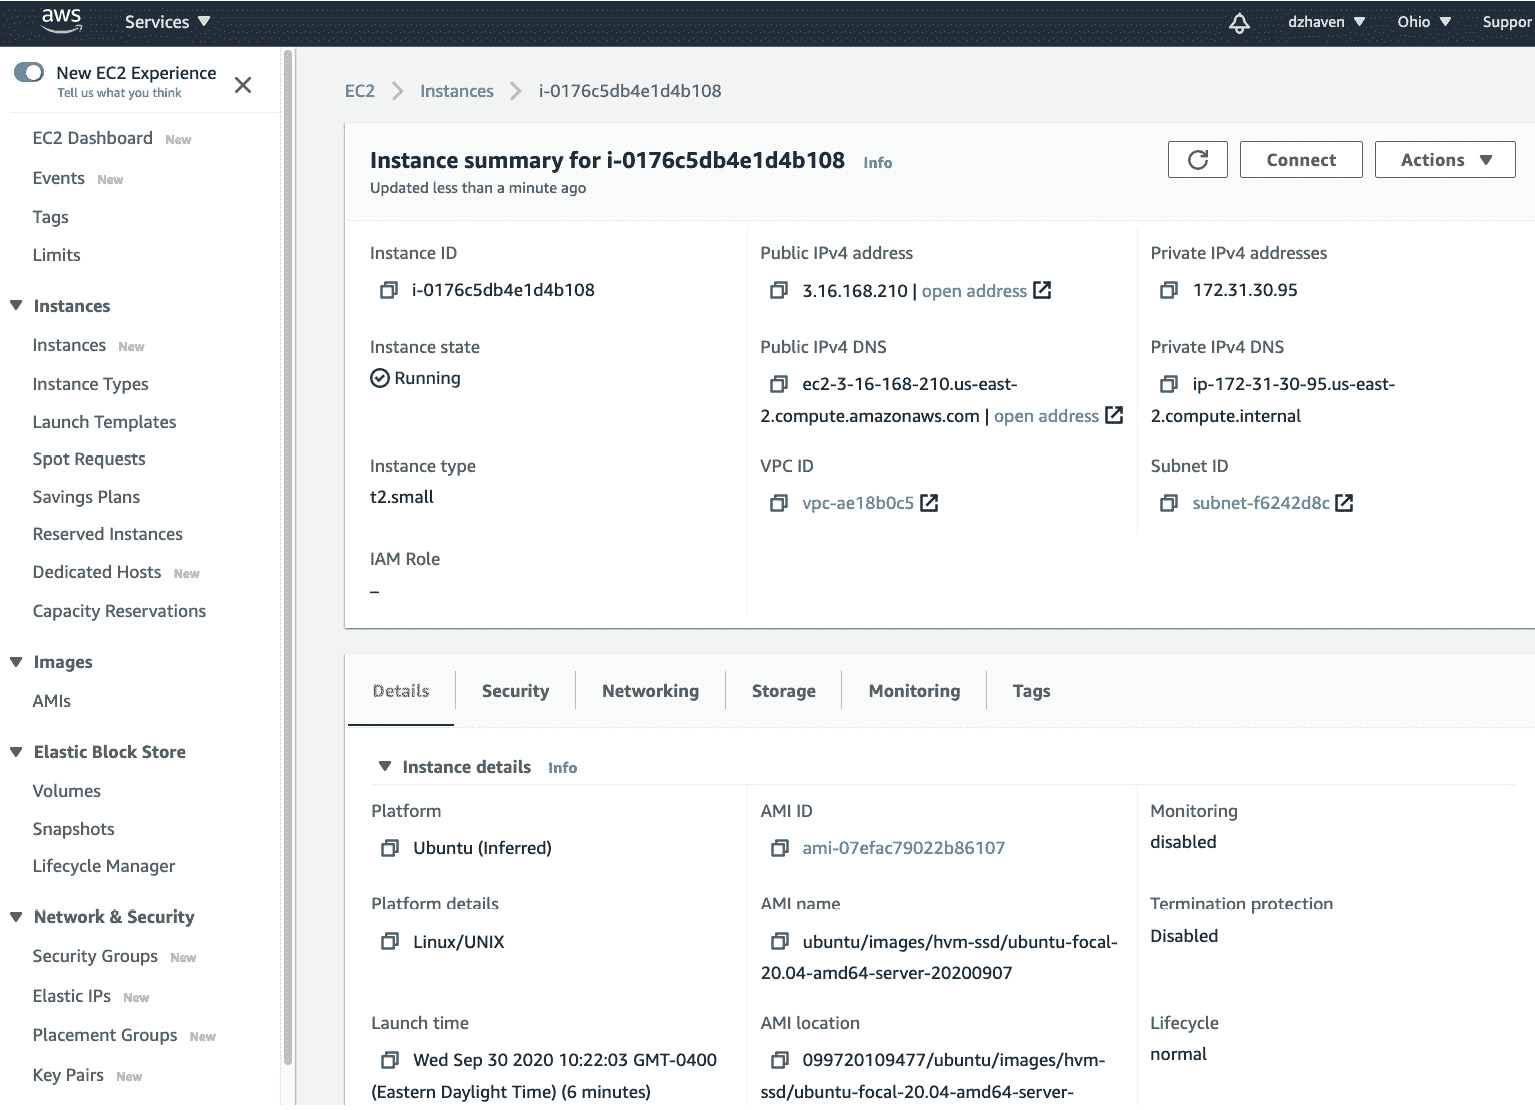 aws
Services
dzhaven
Ohio
Suppor
New EC2 Experience
Tell us what you think
EC2 Dashboard New
Events New
Tags
Limits
Instances
Instances New
Instance Types
Launch Templates
Spot Requests
Savings Plans
Reserved Instances
Dedicated Hosts New
Capacity Reservations
Images
AMIs
Elastic Block Store
Volumes
Snapshots
Lifecycle Manager
Network & Security
Security Groups New
Elastic IPs New
Placement Groups New
Key Pairs New
EC2 > Instances > i-0176c5db4e1d4b108
Instance summary for i-0176c5db4e1d4b108 Info
Updated less than a minute ago
Connect
Actions
Instance ID
i-0176c5db4e1d4b108
Public IPv4 address
3.16.168.210 | open address
Private IPv4 addresses
172.31.30.95
Instance state
Running
Public IPv4 DNS
ec2-3-16-168-210.us-east-
2.compute.amazonaws.com | open address
Private IPv4 DNS
ip-172-31-30-95.us-east-
2.compute.internal
Instance type
t2.small
VPC ID
vpc-ae18b0c5
Subnet ID
subnet-f6242d8c
IAM Role
–
Details
Security
Networking
Storage
Monitoring
Tags
Instance details Info
Platform
Ubuntu (Inferred)
AMI ID
ami-07efac79022b86107
Monitoring
disabled
Platform details
Linux/UNIX
AMI name
ubuntu/images/hvm-ssd/ubuntu-focal-
20.04-amd64-server-20200907
Termination protection
Disabled
Launch time
Wed Sep 30 2020 10:22:03 GMT-0400
(Eastern Daylight Time) (6 minutes)
AMI location
099720109477/ubuntu/images/hvm-
ssd/ubuntu-focal-20.04-amd64-server-
Lifecycle
normal